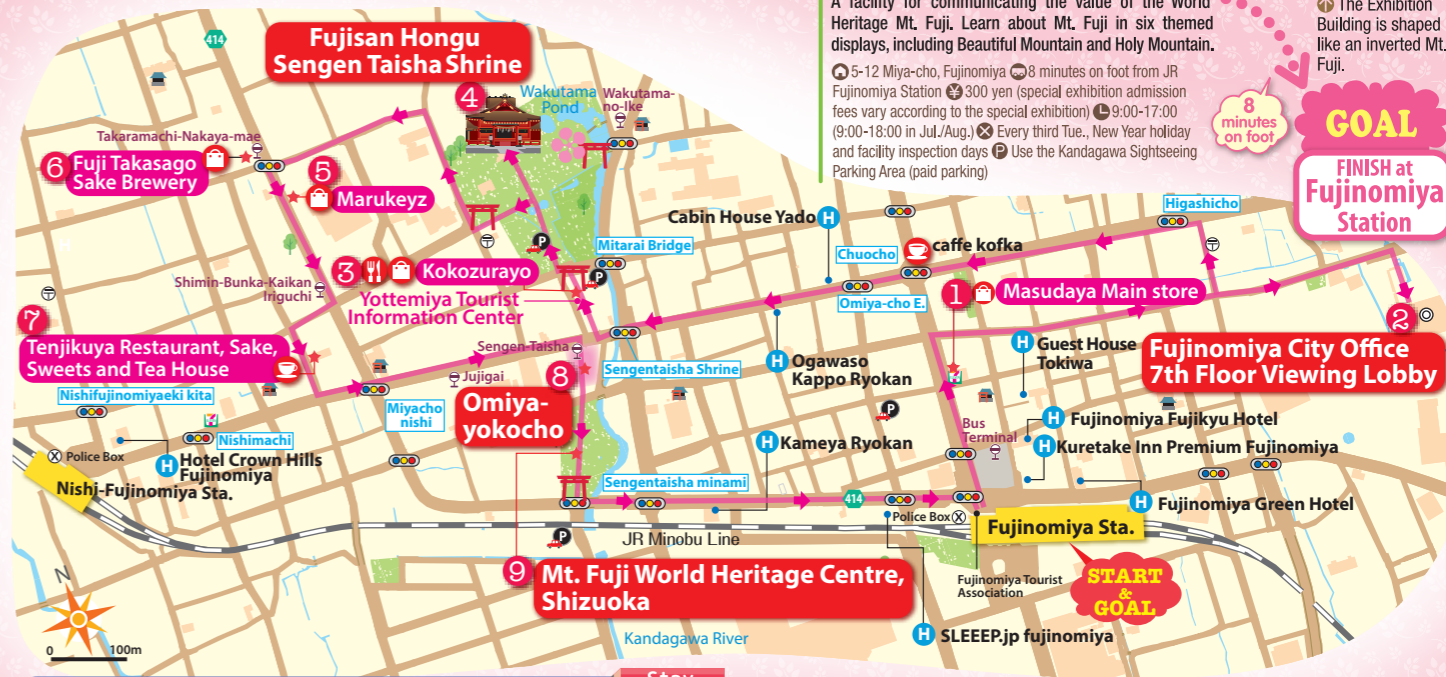 A facility for communicating the value of the World
Heritage Mt. Fuji. Learn about Mt. Fuji in six themed
displays, including Beautiful Mountain and Holy Mountain.
5-12 Miya-cho, Fujinomiya 8 minutes on foot from JR
Fujinomiya Station ¥ 300 yen (special exhibition admission
fees vary according to the special exhibition) 9:00-17:00
(9:00-18:00 in Jul./Aug.) Every third Tue., New Year holiday
and facility inspection days P Use the Kandagawa Sightseeing
Parking Area (paid parking)
The Exhibition
Building is shaped
like an inverted Mt.
Fuji.
8
minutes
on foot
GOAL
FINISH at
Fujinomiya
Station
414
Fujisan Hongu
Sengen Taisha Shrine
4
Wakutama
Pond
Wakutama-
no-Ike
Takaramachi-Nakaya-mae
6
Fuji Takasago
Sake Brewery
5
Marukeyz
Cabin House Yado
H
Higashicho
Mitarai Bridge
P
Chuocho
caffe kofka
3
Kokozurayo
P
Shimin-Bunka-Kaikan
Iriguchi
Yottemiya Tourist
Information Center
Omiya-cho E.
1
Masudaya Main store
7
Tenjikuya Restaurant, Sake,
Sweets and Tea House
2
Fujinomiya City Office
7th Floor Viewing Lobby
Sengen-Taisha
H
Guest House
Tokiwa
H
Ogawaso
Kappo Ryokan
Sengentaisha Shrine
8
Omiya-
yokocho
Jujigai
Nishifujinomiyaeki kita
Miyacho
nishi
P
H
Fujinomiya Fujikyu Hotel
Nishimachi
Bus
Terminal
H
Kameya Ryokan
H
Kuretake Inn Premium Fujinomiya
Police Box
H
Hotel Crown Hills
Fujinomiya
Nishi-Fujinomiya Sta.
Sengentaisha minami
414
H
Fujinomiya Green Hotel
Police Box
Fujinomiya Sta.
P
JR Minobu Line
9
Mt. Fuji World Heritage Centre,
Shizuoka
Fujinomiya Tourist
Association
START
&
GOAL
N
0
100m
Kandagawa River
H
SLEEEP.jp fujinomiya